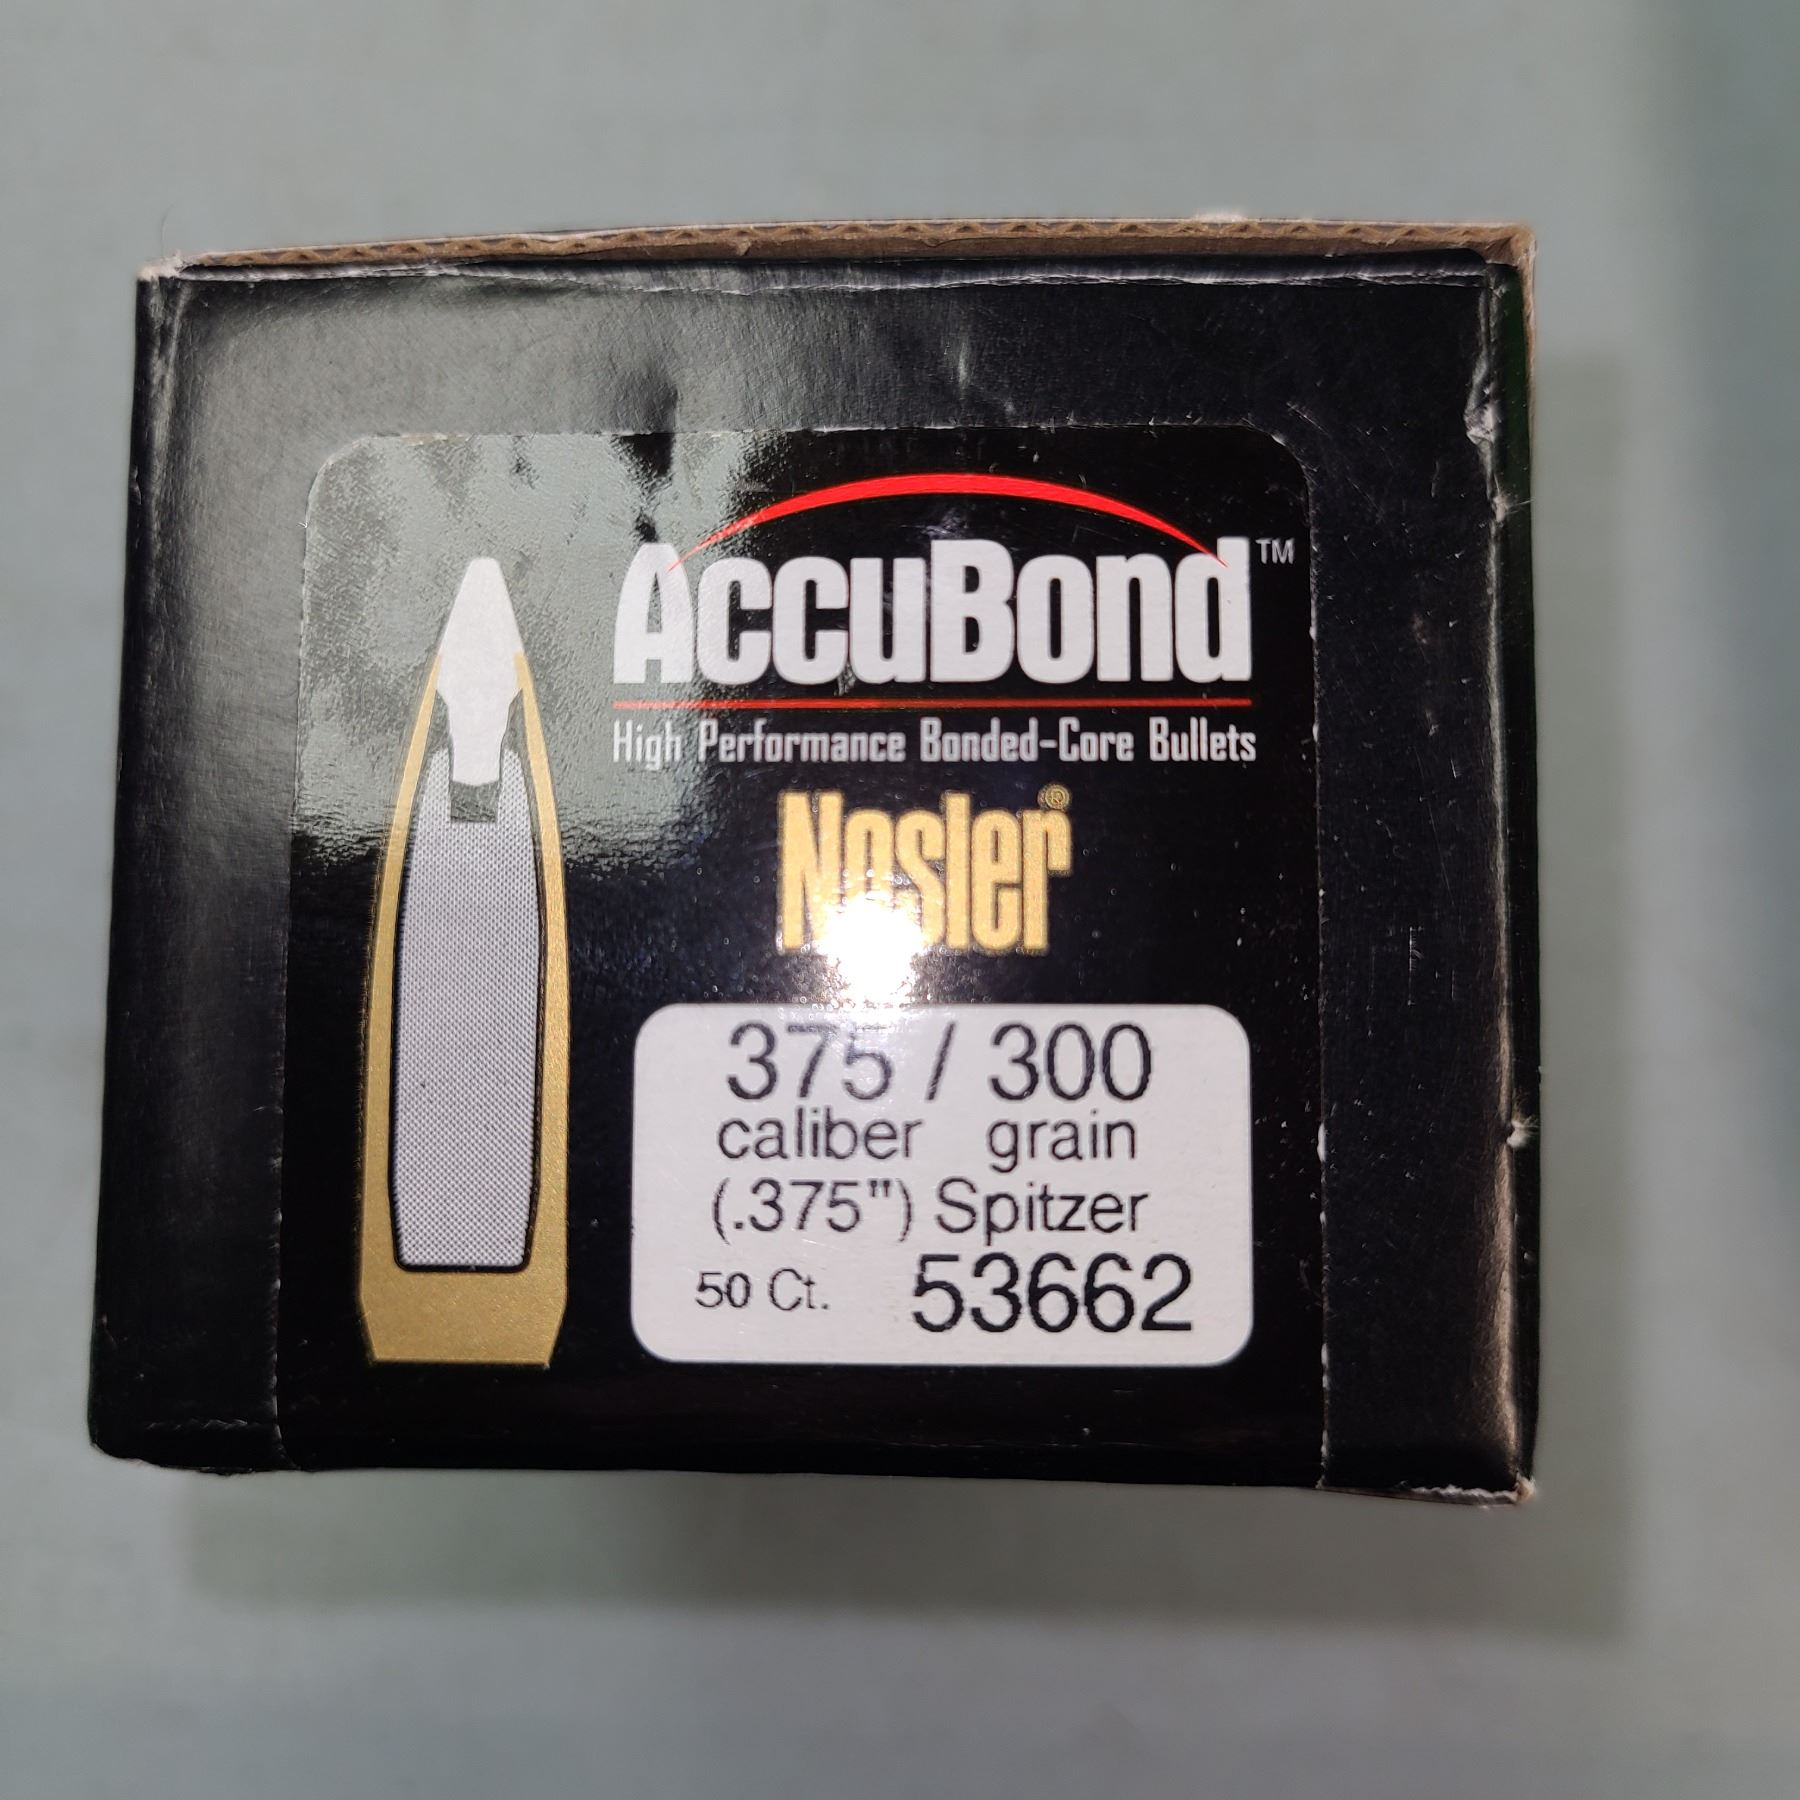 AccuBond™
High Performance Bonded-Core Bullets
Nosler®
375 / 300
caliber grain
(.375") Spitzer
50 Ct. 53662